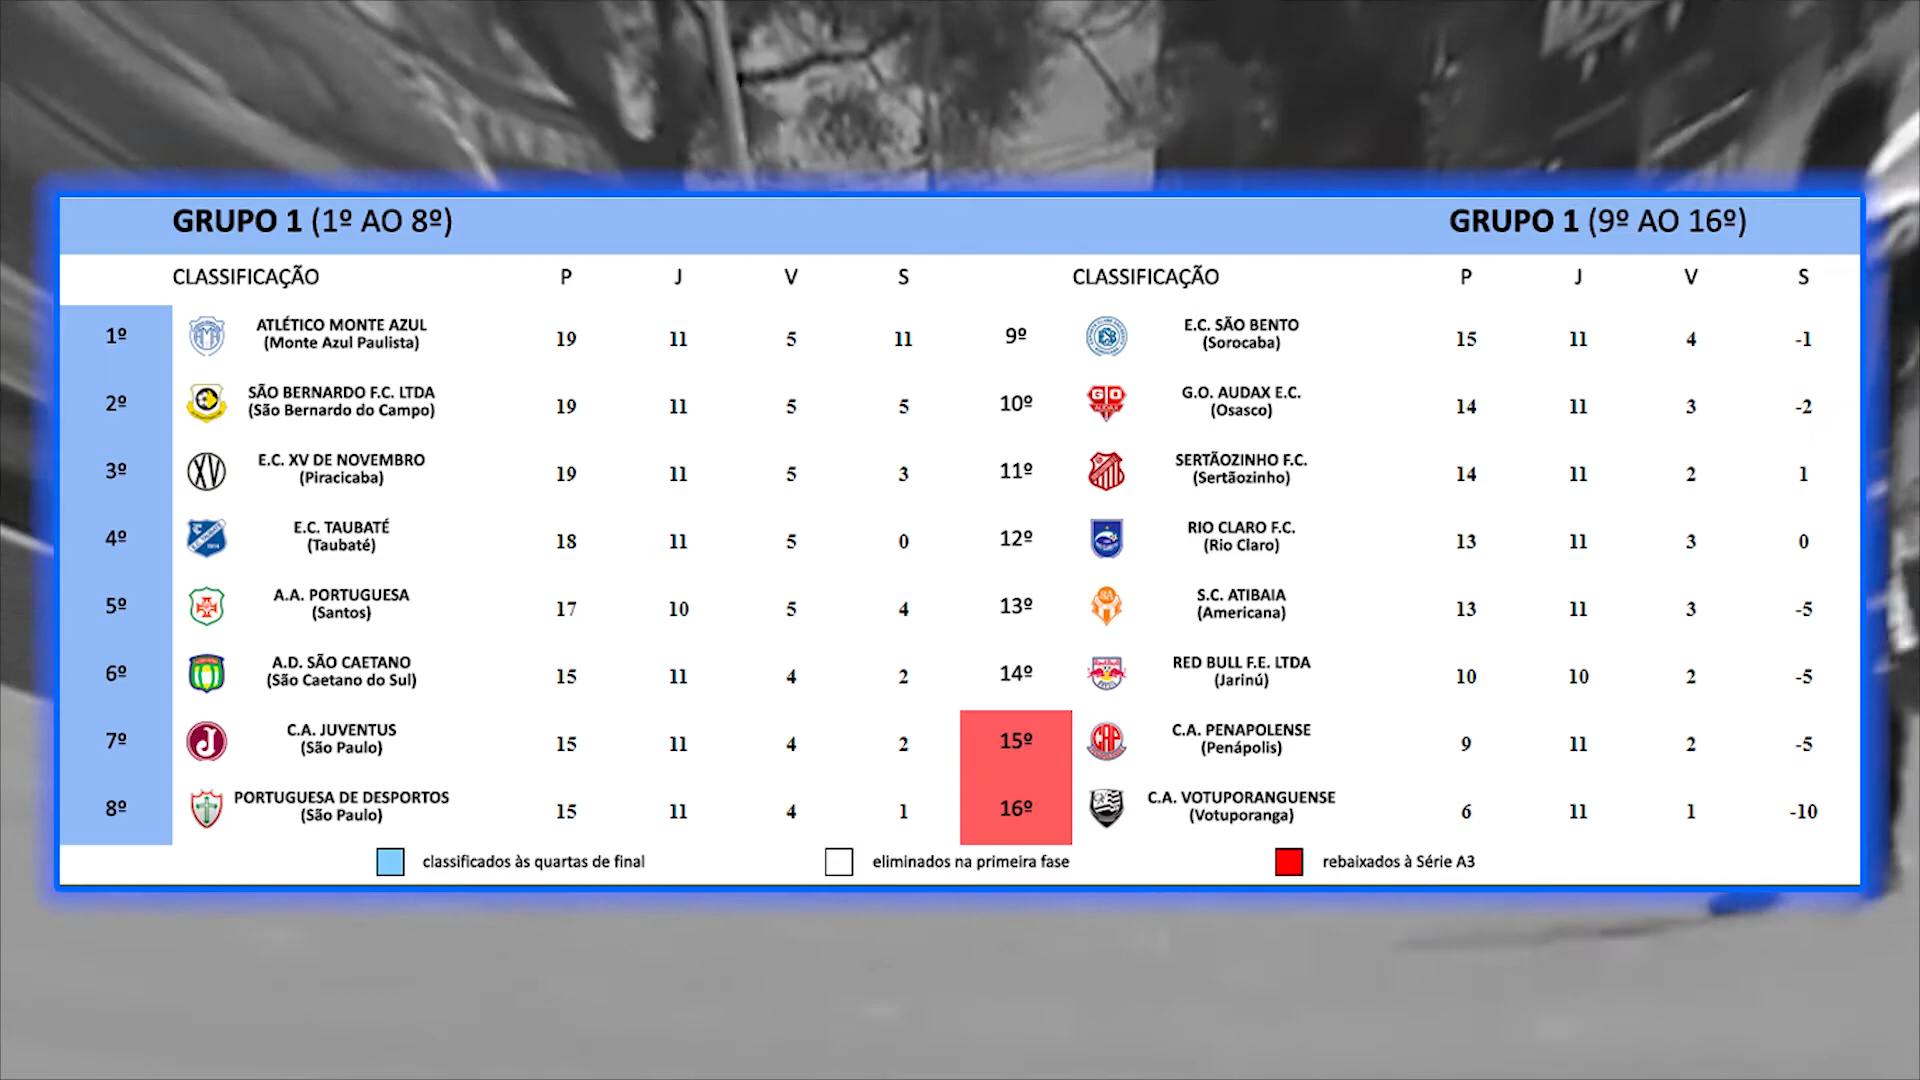 GRUPO 1 (1º AO 8º)
CLASSIFICAÇÃO P J V S
1º ATLÉTICO MONTE AZUL (Monte Azul Paulista) 19 11 5 11
2º SÃO BERNARDO F.C. LTDA (São Bernardo do Campo) 19 11 5 5
3º E.C. XV DE NOVEMBRO (Piracicaba) 19 11 5 3
4º E.C. TAUBATÉ (Taubaté) 18 11 5 0
5º A.A. PORTUGUESA (Santos) 17 10 5 4
6º A.D. SÃO CAETANO (São Caetano do Sul) 15 11 4 2
7º C.A. JUVENTUS (São Paulo) 15 11 4 2
8º PORTUGUESA DE DESPORTOS (São Paulo) 15 11 4 1
GRUPO 1 (9º AO 16º)
CLASSIFICAÇÃO P J V S
9º E.C. SÃO BENTO (Sorocaba) 15 11 4 -1
10º G.O. AUDAX E.C. (Osasco) 14 11 3 -2
11º SERTÃOZINHO F.C. (Sertãozinho) 14 11 2 1
12º RIO CLARO F.C. (Rio Claro) 13 11 3 0
13º S.C. ATIBAIA (Americana) 13 11 3 -5
14º RED BULL F.E. LTDA (Jarinú) 10 10 2 -5
15º C.A. PENAPOLENSE (Penápolis) 9 11 2 -5
16º C.A. VOTUPORANGUENSE (Votuporanga) 6 11 1 -10
classificados às quartas de final
eliminados na primeira fase
rebaixados à Série A3